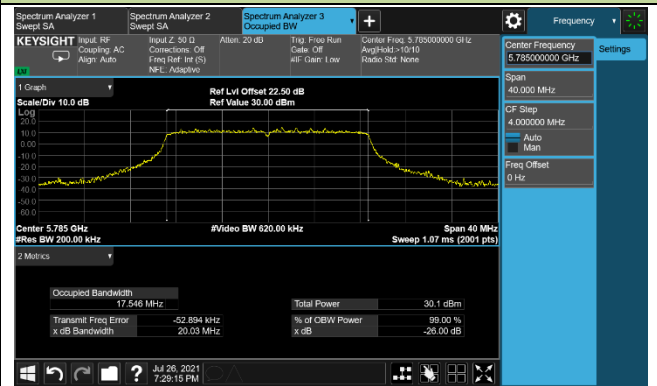 Spectrum Analyzer 1
Swept SA
Spectrum Analyzer 2
Swept SA
Spectrum Analyzer 3
Occupied BW
+
Frequency
KEYSIGHT
Input: RF
Coupling: AC
Align: Auto
Input Z: 50 Ω
Corrections: Off
Freq Ref: Int (S)
NFE: Adaptive
Atten: 20 dB
Trig: Free Run
Gate: Off
#IF Gain: Low
Center Freq: 5.785000000 GHz
Avg|Hold:>10/10
Radio Std: None
Center Frequency
5.785000000 GHz
Settings
Span
40.000 MHz
CF Step
4.000000 MHz
Auto
Man
Freq Offset
0 Hz
1 Graph
Scale/Div 10.0 dB
Ref Lvl Offset 22.50 dB
Ref Value 30.00 dBm
Log
20.0
10.0
0.00
-10.0
-20.0
-30.0
-40.0
-50.0
-60.0
Center 5.785 GHz
#Res BW 200.00 kHz
#Video BW 620.00 kHz
Span 40 MHz
Sweep 1.07 ms (2001 pts)
2 Metrics
Occupied Bandwidth
17.546 MHz
Total Power 30.1 dBm
Transmit Freq Error -52.894 kHz
% of OBW Power 99.00 %
x dB Bandwidth 20.03 MHz
x dB -26.00 dB
?
Jul 26, 2021
7:29:15 PM